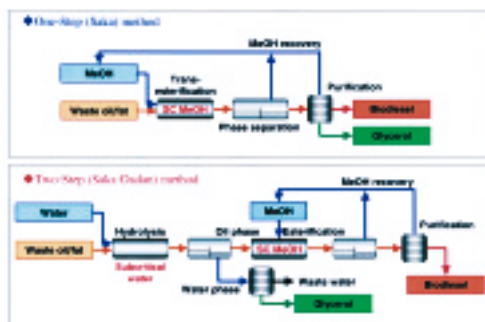 One-Step (Saka) method
MeOH recovery
MeOH
Trans-
esterification
Purification
Waste oil/fat
SC MeOH
Biodiesel
Phase separation
Glycerol
Two-Step (Saka-Dadan) method
MeOH recovery
Water
MeOH
Hydrolysis
Oil phase
Esterification
Purification
Waste oil/fat
SC MeOH
Subcritical
water
Water phase
Waste water
Biodiesel
Glycerol